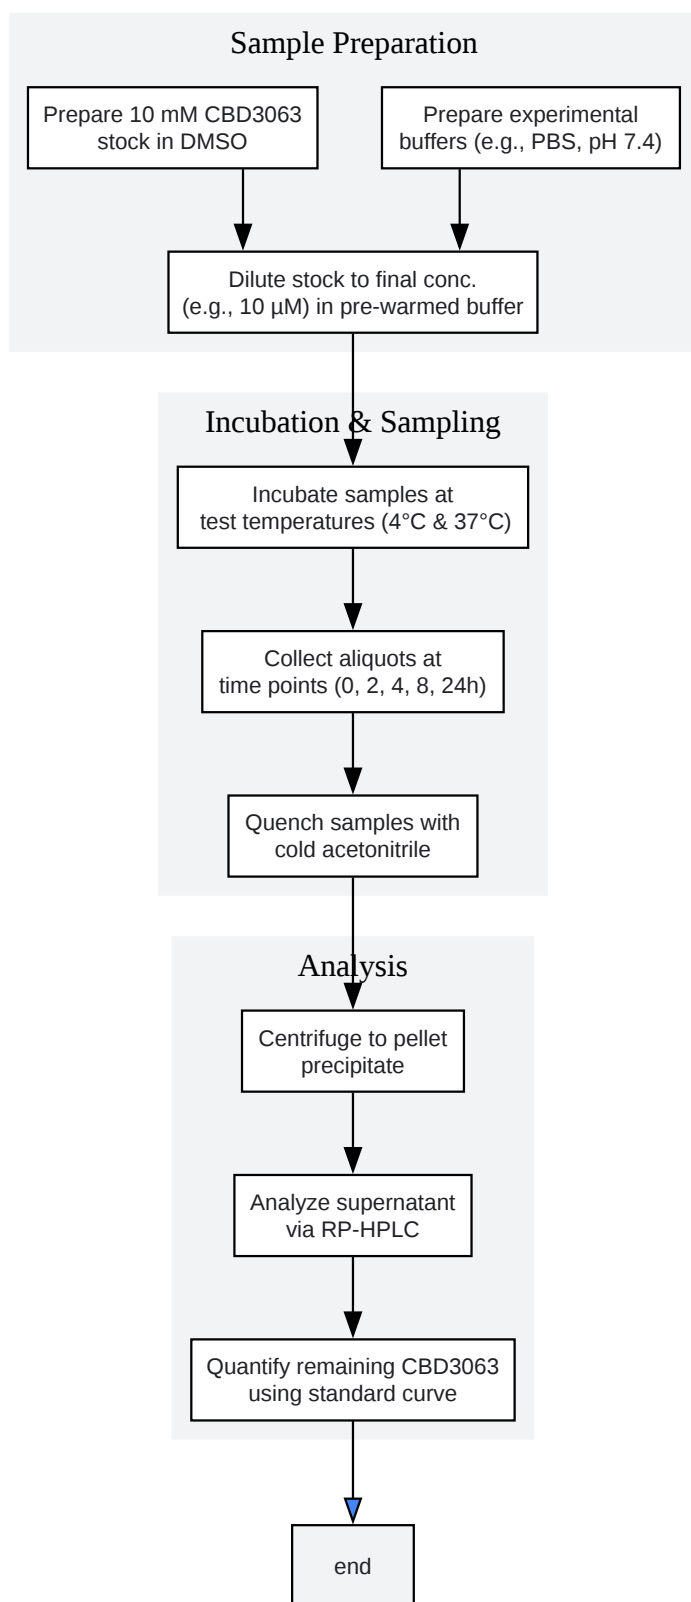 Sample Preparation
Prepare 10 mM CBD3063
stock in DMSO
Prepare experimental
buffers (e.g., PBS, pH 7.4)
Dilute stock to final conc.
(e.g., 10 µM) in pre-warmed buffer
Incubation & Sampling
Incubate samples at
test temperatures (4°C & 37°C)
Collect aliquots at
time points (0, 2, 4, 8, 24h)
Quench samples with
cold acetonitrile
Analysis
Centrifuge to pellet
precipitate
Analyze supernatant
via RP-HPLC
Quantify remaining CBD3063
using standard curve
end